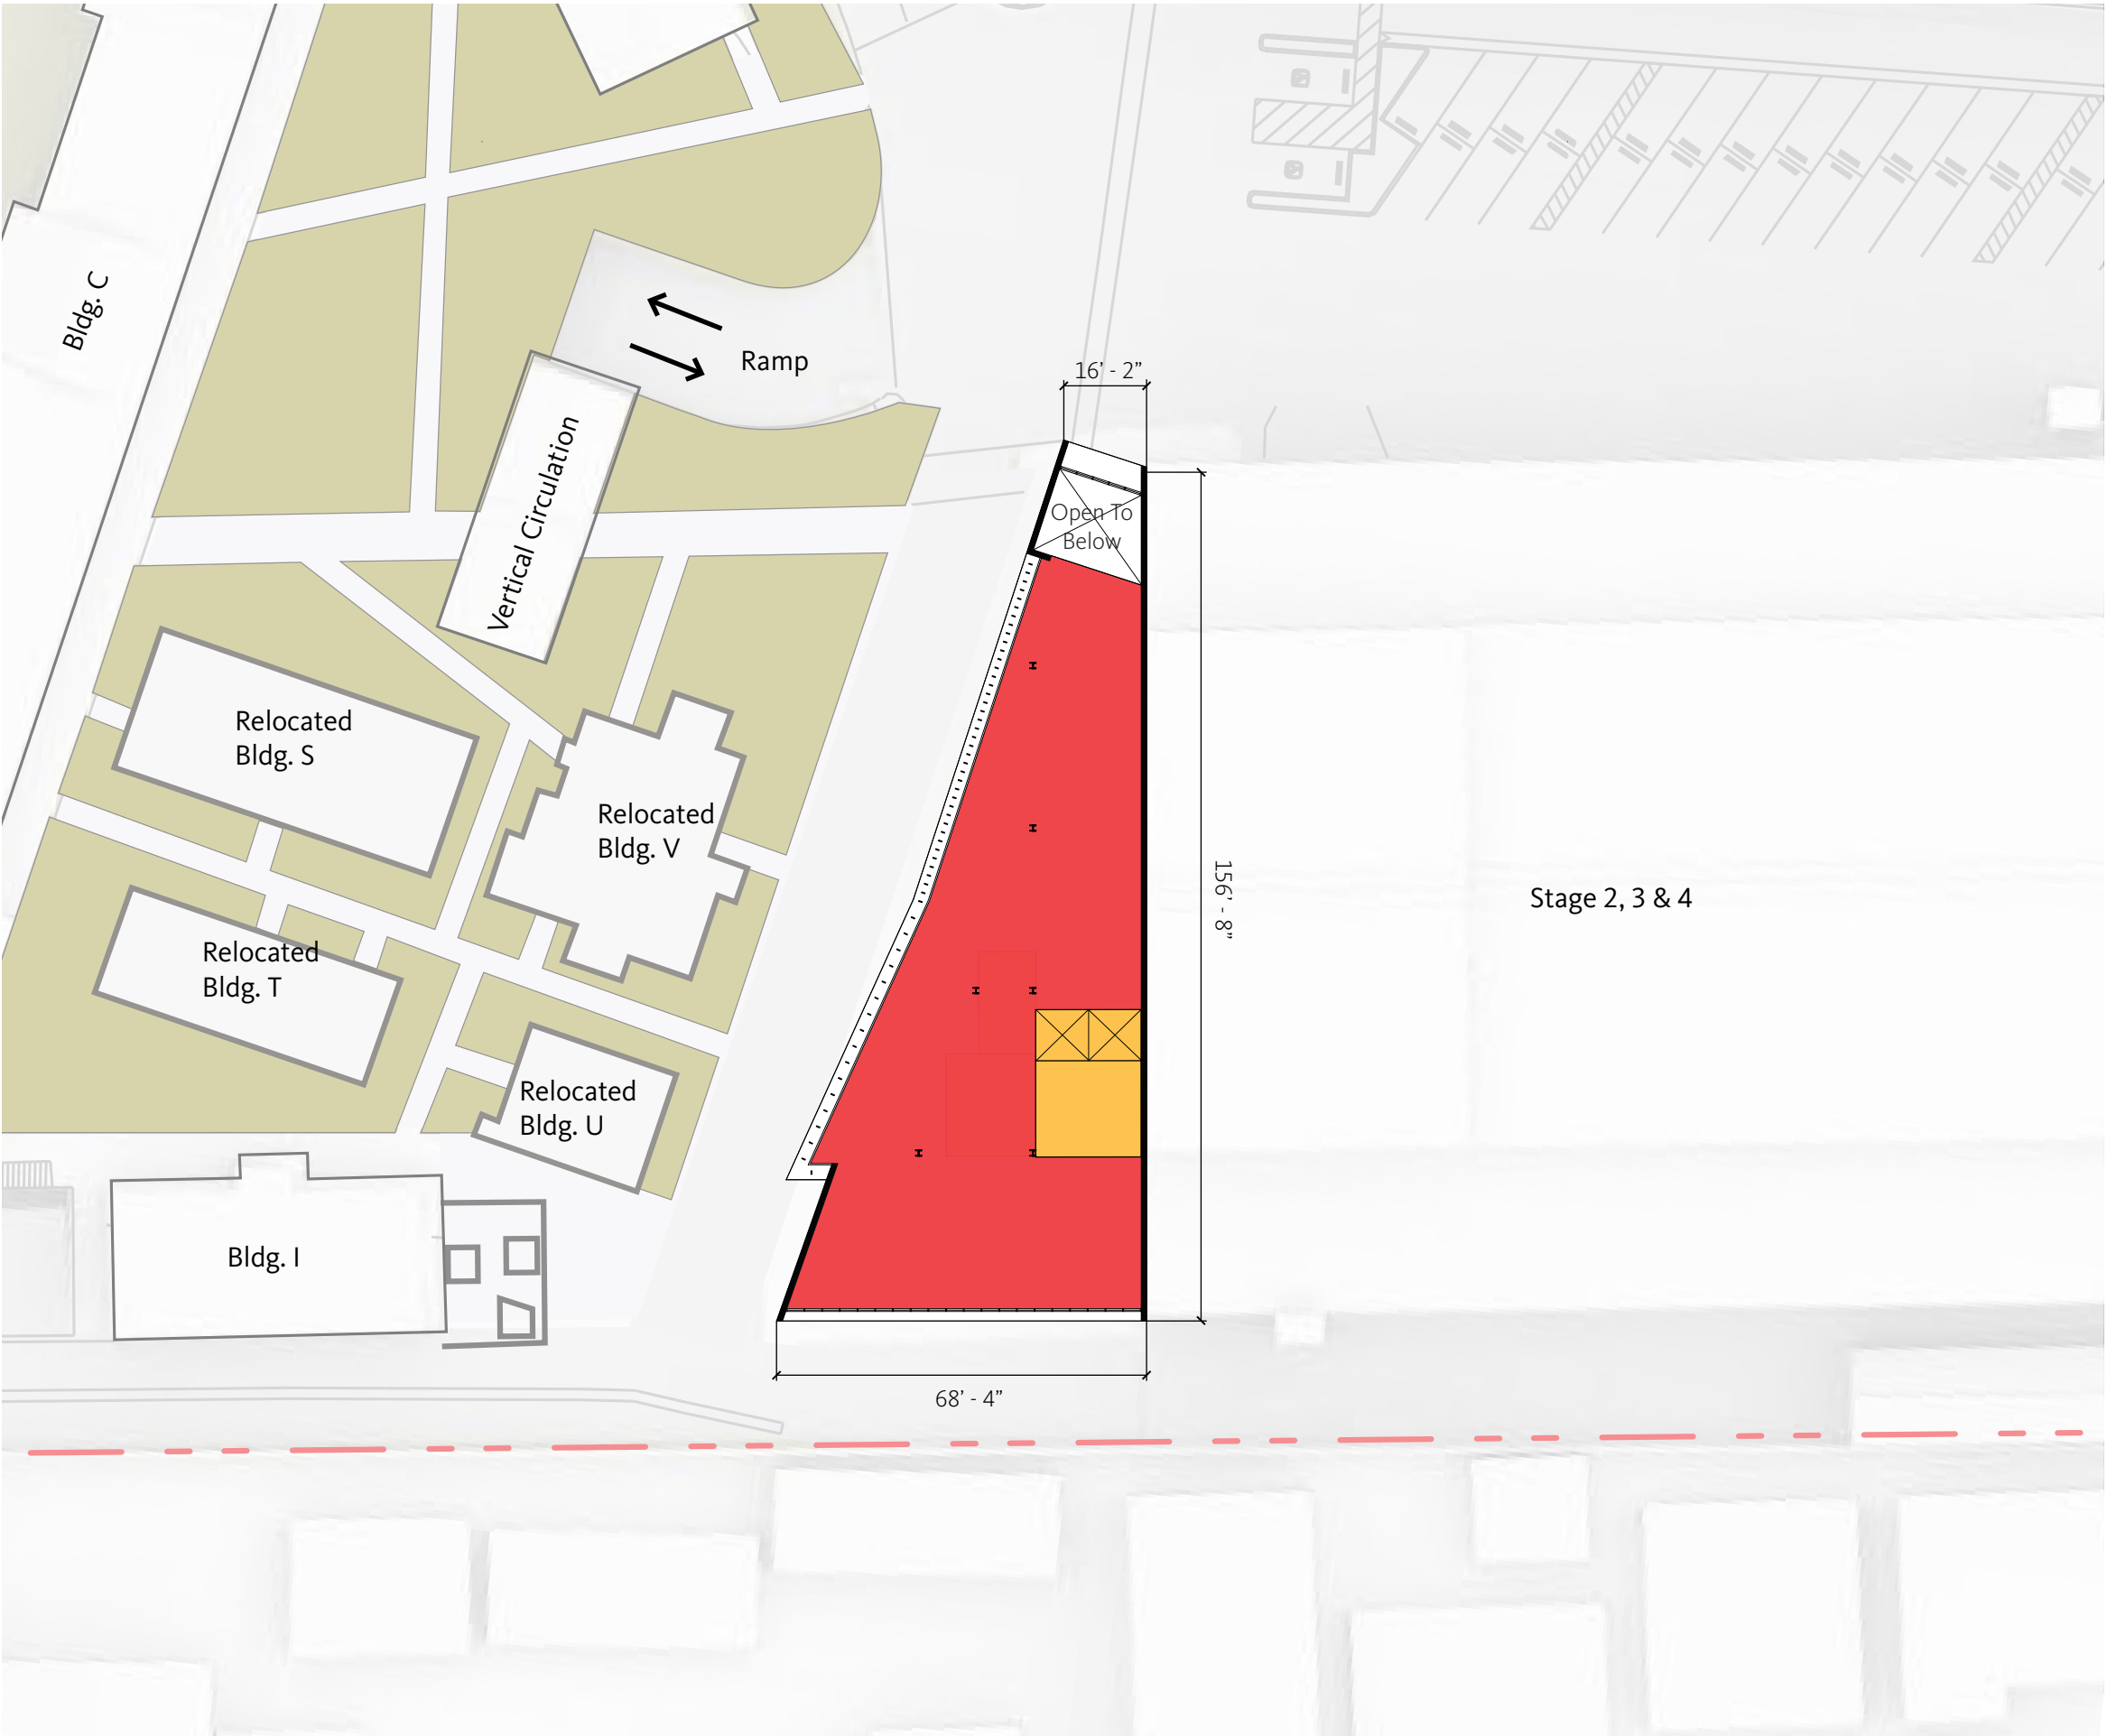 Bldg. C
Ramp
16' - 2”
Vertical Circulation
Open To
Below
Relocated
Bldg. S
Relocated
Bldg. V
156' - 8”
Stage 2, 3 & 4
Relocated
Bldg. T
Relocated
Bldg. U
Bldg. I
68' - 4”